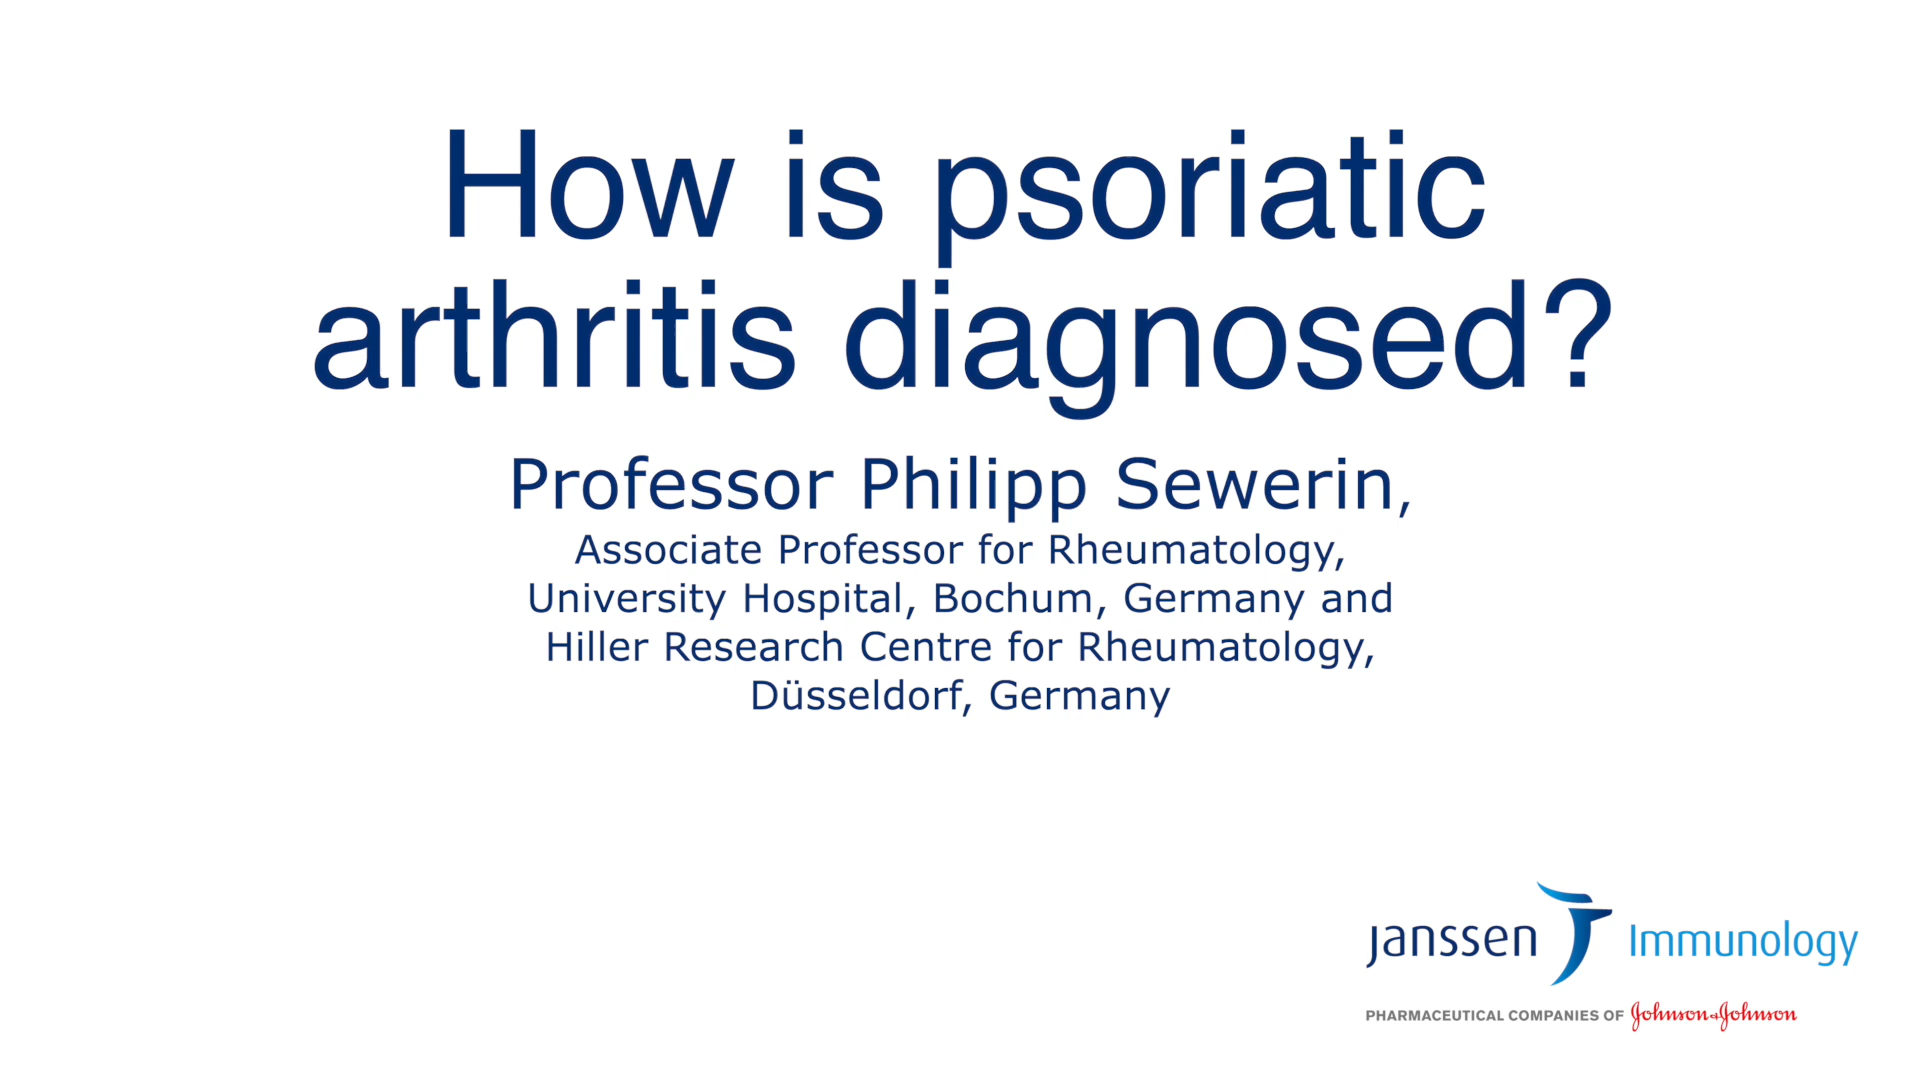 How is psoriatic
arthritis diagnosed?
Professor Philipp Sewerin,
Associate Professor for Rheumatology,
University Hospital, Bochum, Germany and
Hiller Research Centre for Rheumatology,
Düsseldorf, Germany
janssen Immunology
PHARMACEUTICAL COMPANIES OF Johnson & Johnson